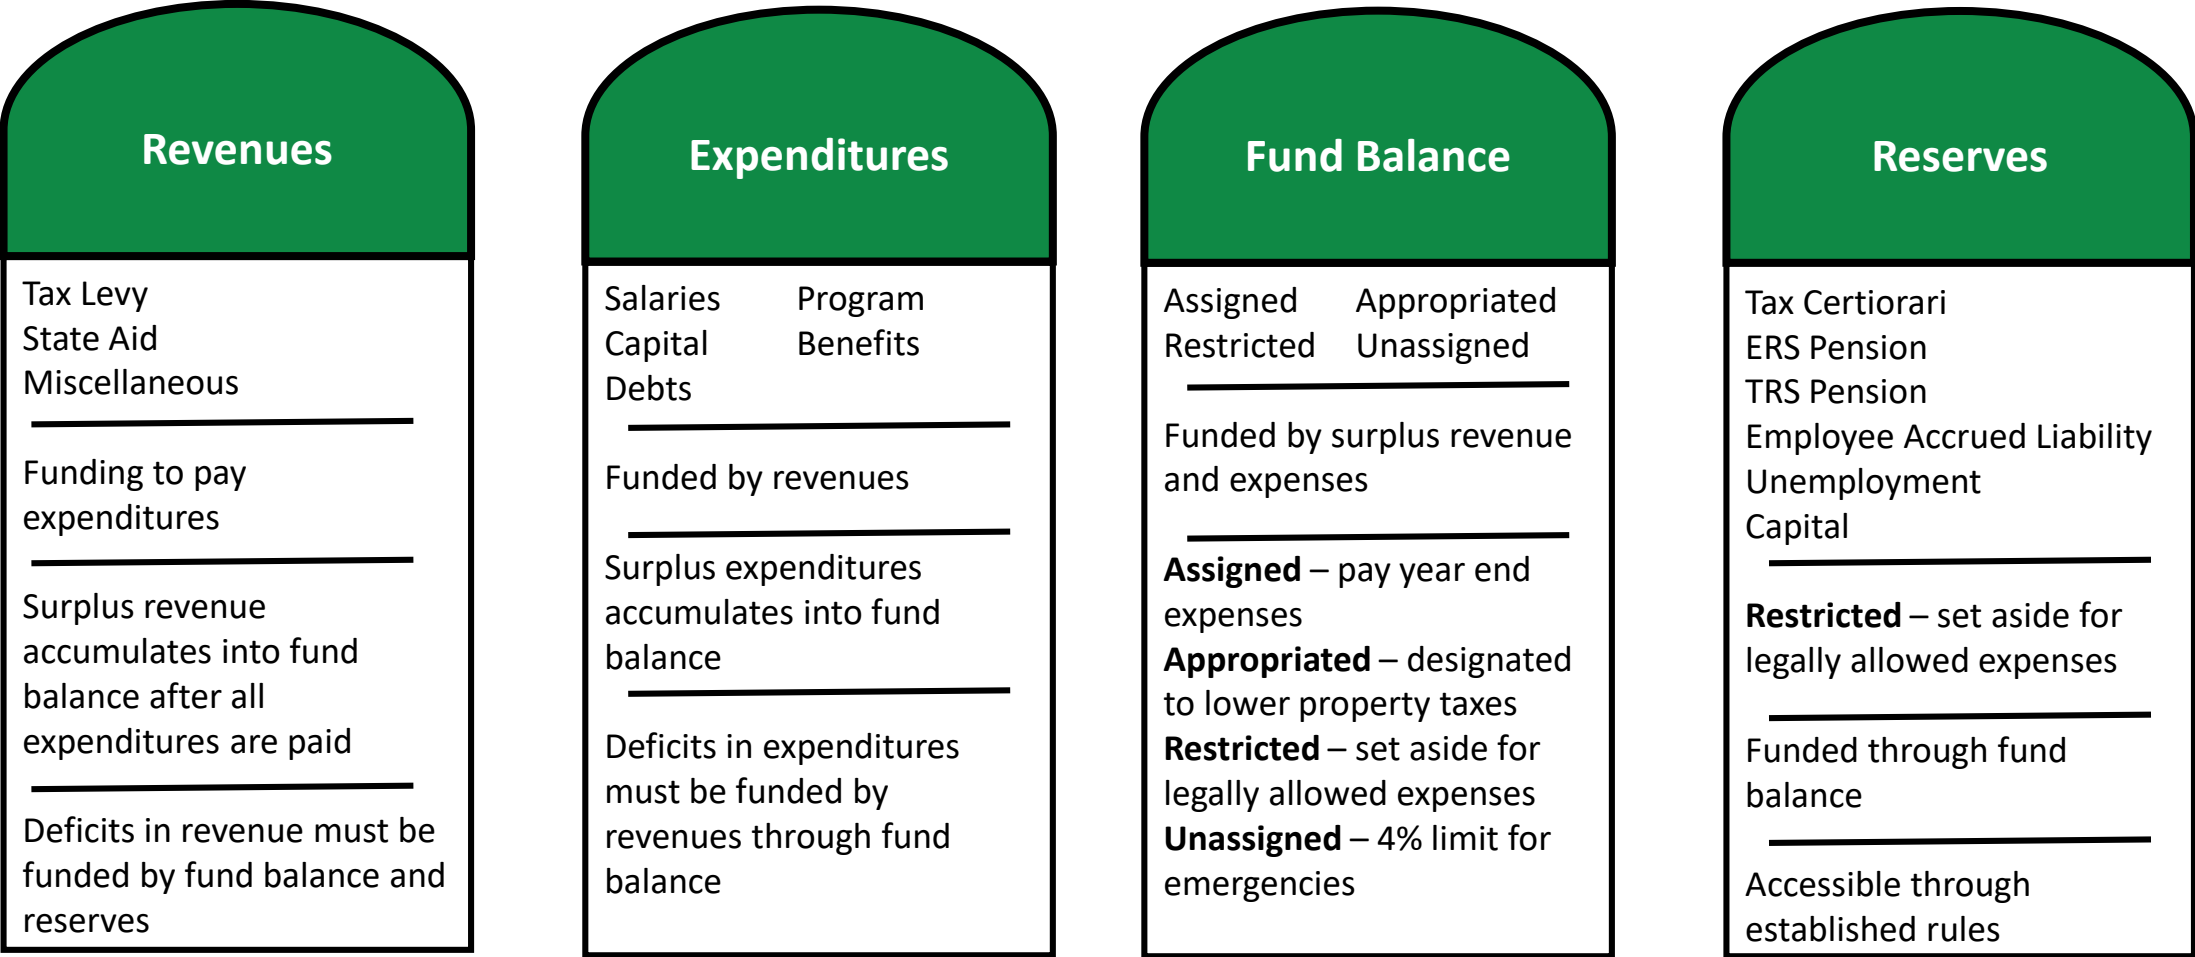 Revenues
Tax Levy
State Aid
Miscellaneous
Funding to pay
expenditures
Surplus revenue
accumulates into fund
balance after all
expenditures are paid
Deficits in revenue must be
funded by fund balance and
reserves
Expenditures
Salaries Program
Capital Benefits
Debts
Funded by revenues
Surplus expenditures
accumulates into fund
balance
Deficits in expenditures
must be funded by
revenues through fund
balance
Fund Balance
Assigned Appropriated
Restricted Unassigned
Funded by surplus revenue
and expenses
Assigned – pay year end
expenses
Appropriated – designated
to lower property taxes
Restricted – set aside for
legally allowed expenses
Unassigned – 4% limit for
emergencies
Reserves
Tax Certiorari
ERS Pension
TRS Pension
Employee Accrued Liability
Unemployment
Capital
Restricted – set aside for
legally allowed expenses
Funded through fund
balance
Accessible through
established rules